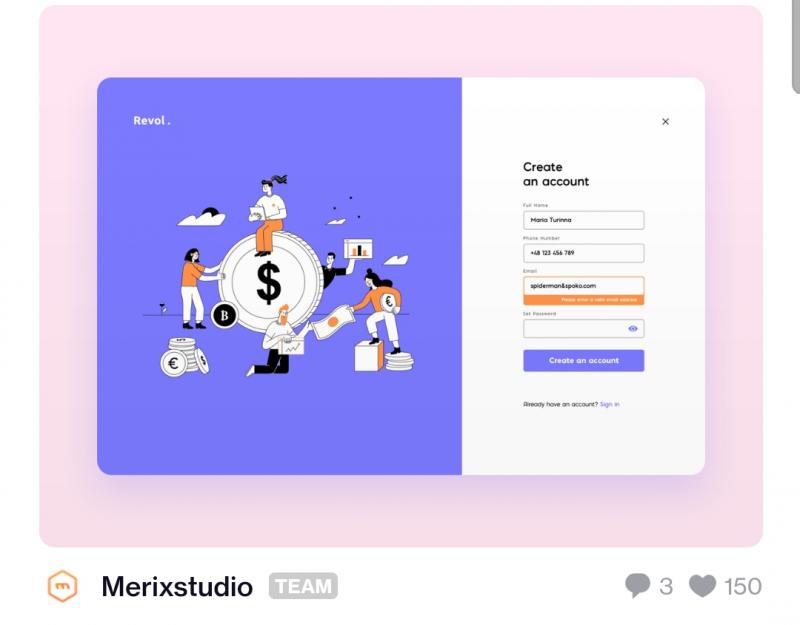 Revol.
Create
an account
Full Name
Maria Turinna
Phone Number
+48 123 456 789
Email
spiderman&spoko.com
Please enter a valid email address
Set Password
Create an account
Already have an account? Sign in
$
B
€
€
$
Merixstudio TEAM 3 150